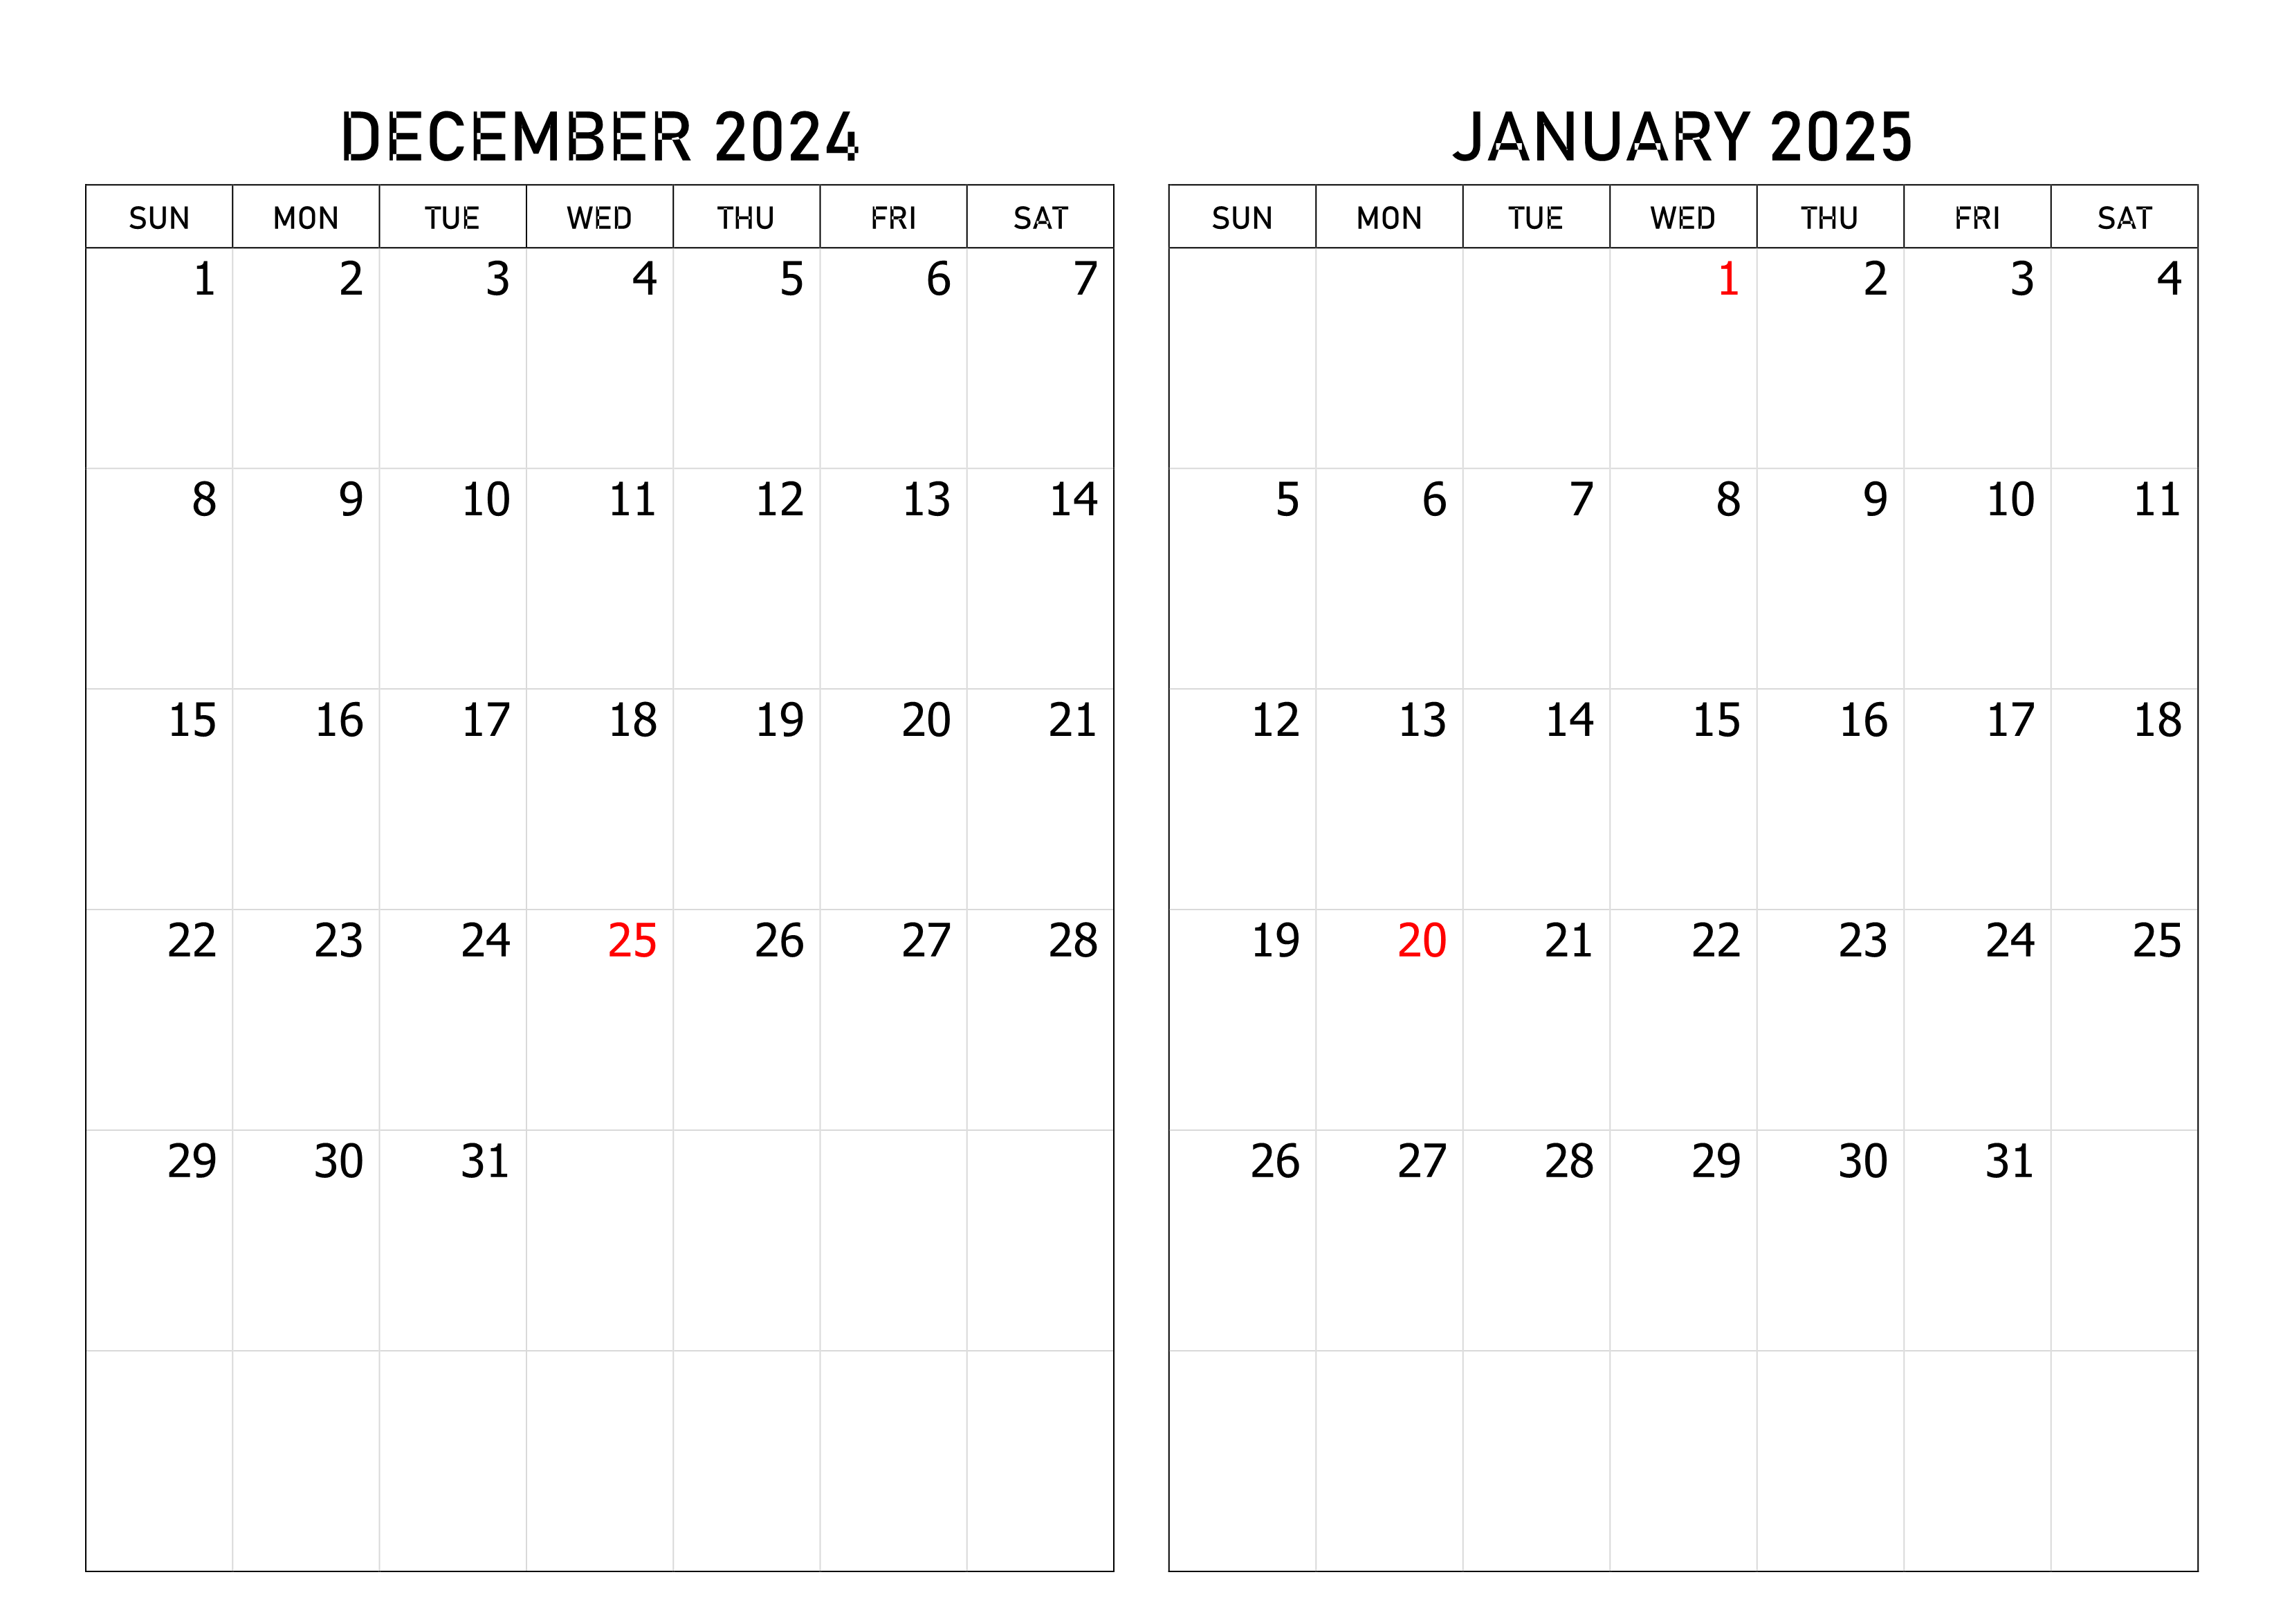 DECEMBER 2024
SUN MON TUE WED THU FRI SAT
1 2 3 4 5 6 7
8 9 10 11 12 13 14
15 16 17 18 19 20 21
22 23 24 25 26 27 28
29 30 31
JANUARY 2025
SUN MON TUE WED THU FRI SAT
1 2 3 4
5 6 7 8 9 10 11
12 13 14 15 16 17 18
19 20 21 22 23 24 25
26 27 28 29 30 31